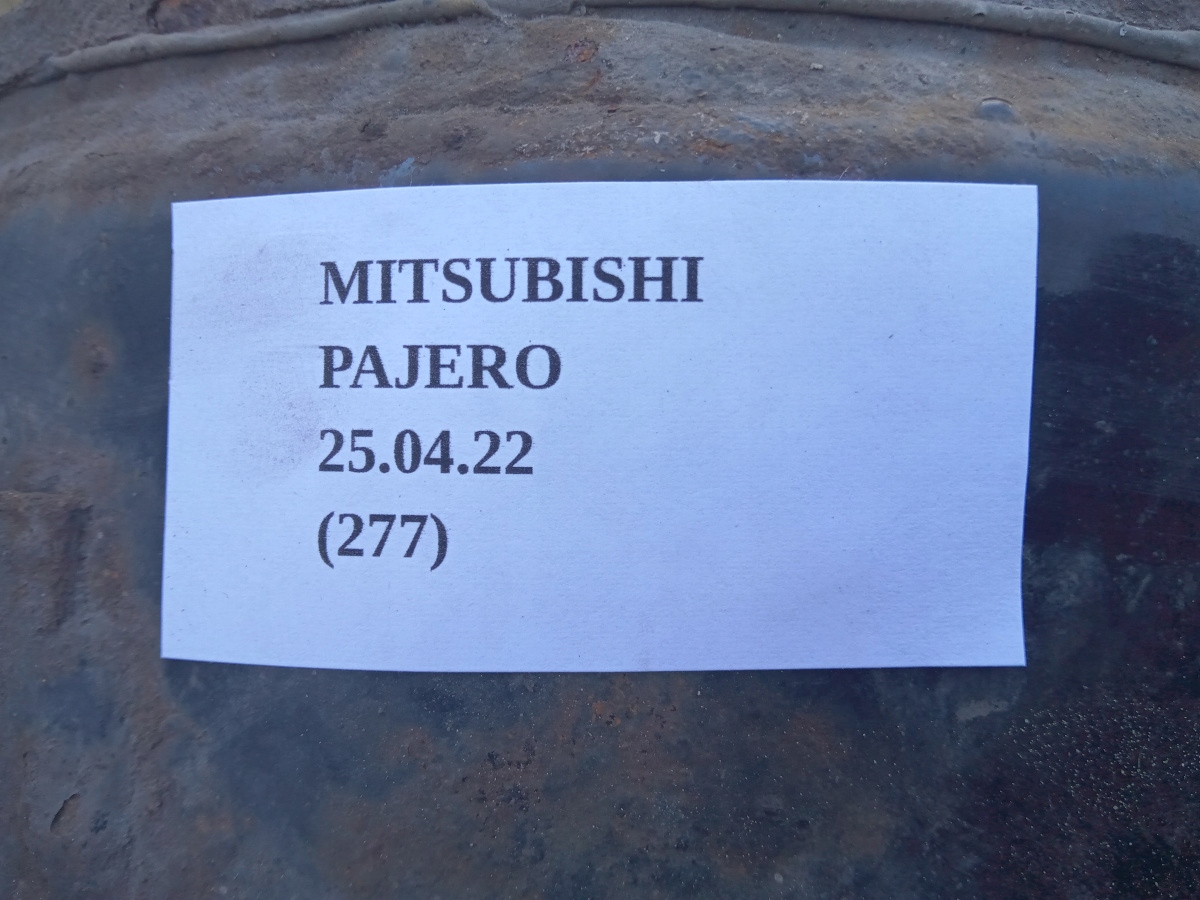 MITSUBISHI
PAJERO
25.04.22
(277)